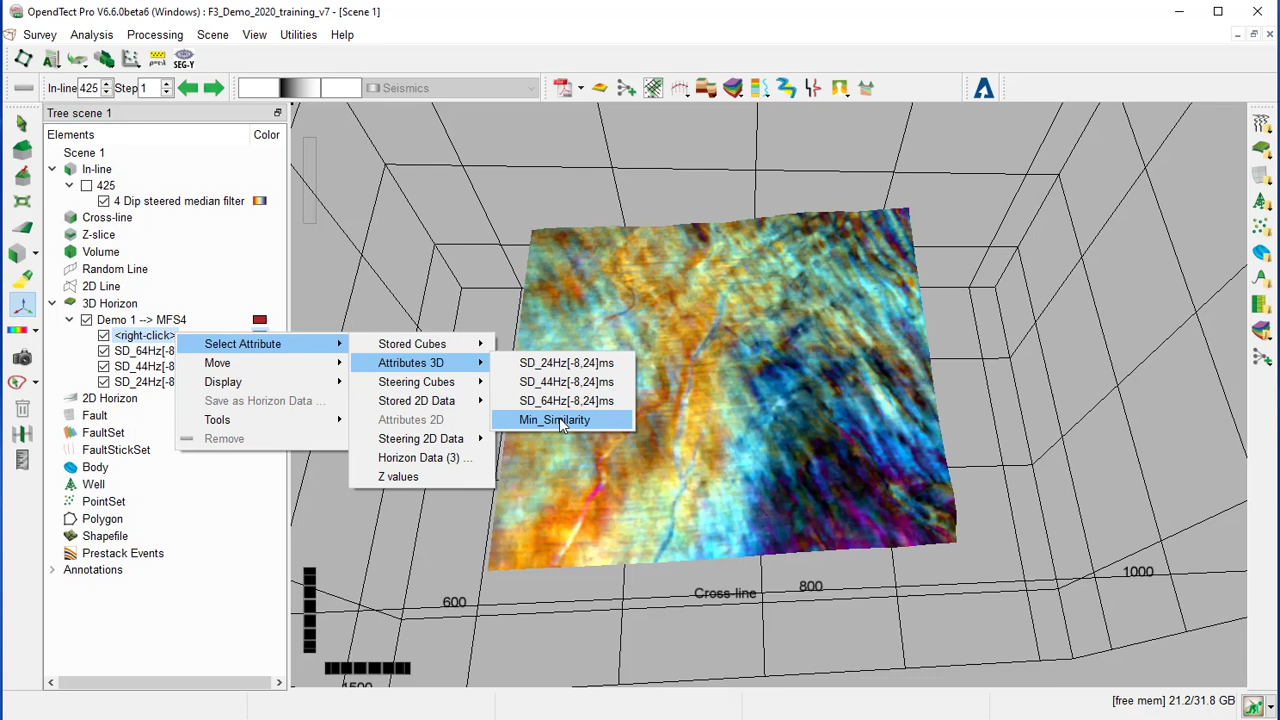 OpendTect Pro V6.6.0beta6 (Windows) : F3_Demo_2020_training_v7 - [Scene 1]
Survey Analysis Processing Scene View Utilities Help
SEG-Y
In-line 425 Step 1 Seismics
Tree scene 1
Elements Color
Scene 1
In-line
425
4 Dip steered median filter
Cross-line
Z-slice
Volume
Random Line
2D Line
3D Horizon
Demo 1 --> MFS4
<right-click>
SD_64Hz[-8
SD_44Hz[-8
SD_24Hz[-8
2D Horizon
Fault
FaultSet
FaultStickSet
Body
Well
PointSet
Polygon
Shapefile
Prestack Events
Annotations
Select Attribute
Move
Display
Save as Horizon Data ...
Tools
Remove
Stored Cubes
Attributes 3D
Steering Cubes
Stored 2D Data
Attributes 2D
Steering 2D Data
Horizon Data (3) ...
Z values
SD_24Hz[-8,24]ms
SD_44Hz[-8,24]ms
SD_64Hz[-8,24]ms
Min_Similarity
600
Cross-line
800
1000
1500
[free mem] 21.2/31.8 GB